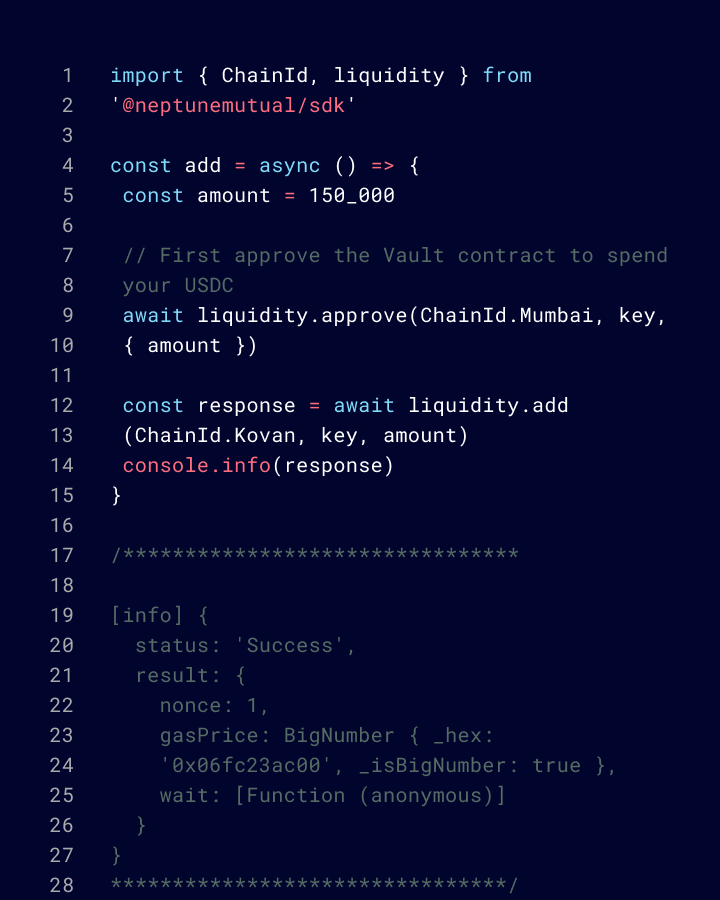 1 import { ChainId, liquidity } from
2 '@neptunemutual/sdk'
3
4 const add = async () => {
5 const amount = 150_000
6
7 // First approve the Vault contract to spend
8 your USDC
9 await liquidity.approve(ChainId.Mumbai, key,
10 { amount })
11
12 const response = await liquidity.add
13 (ChainId.Kovan, key, amount)
14 console.info(response)
15 }
16
17 /********************************
18
19 [info] {
20 status: 'Success',
21 result: {
22 nonce: 1,
23 gasPrice: BigNumber { _hex:
24 '0x06fc23ac00', _isBigNumber: true },
25 wait: [Function (anonymous)]
26 }
27 }
28 ********************************/